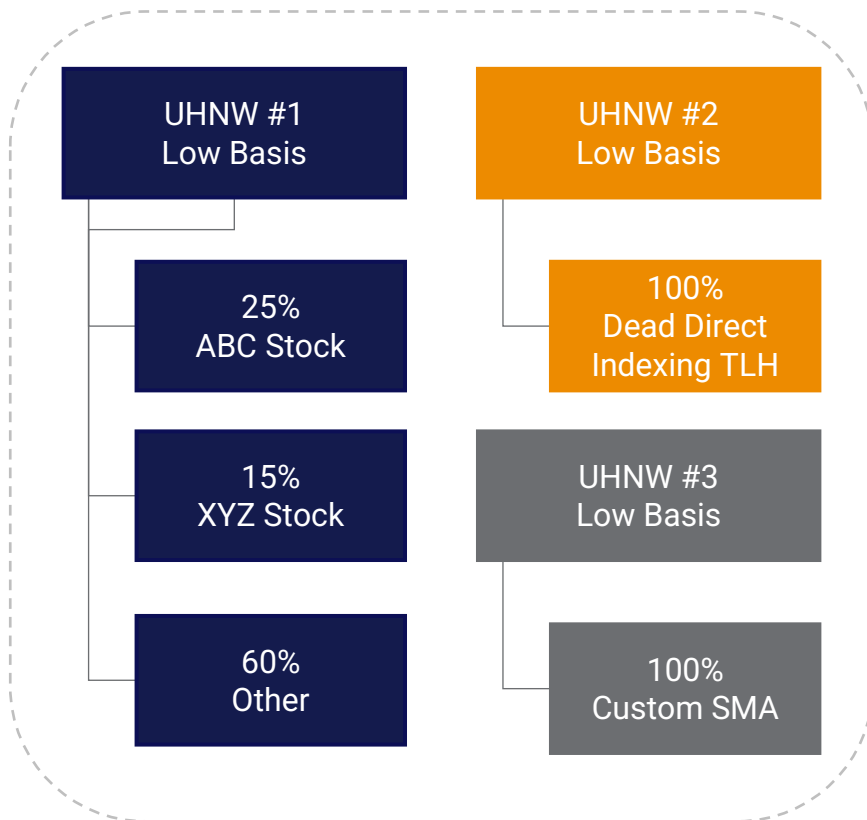 UHNW #1
Low Basis
25%
ABC Stock
15%
XYZ Stock
60%
Other
UHNW #2
Low Basis
100%
Dead Direct
Indexing TLH
UHNW #3
Low Basis
100%
Custom SMA